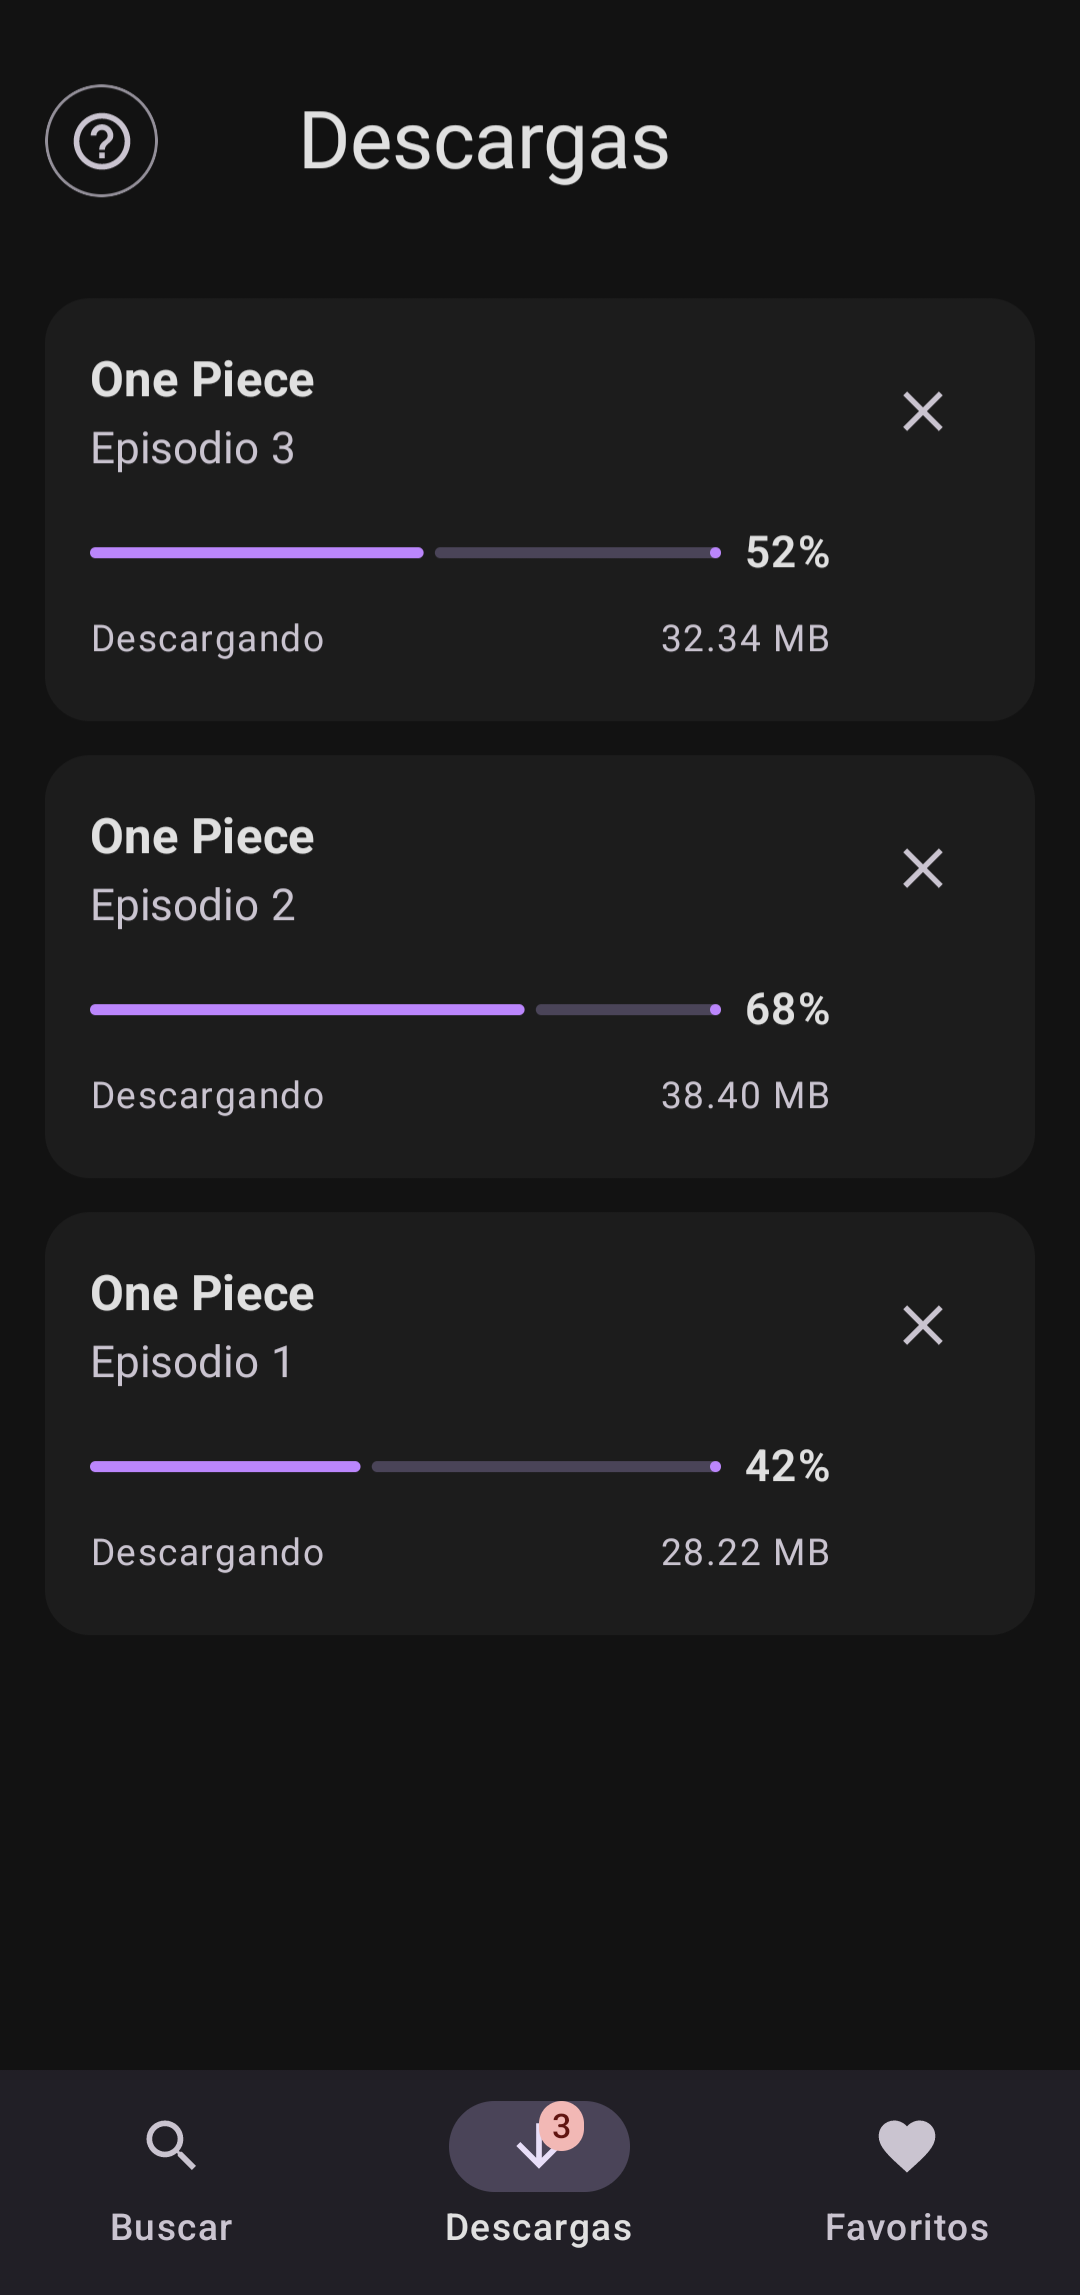 Descargas
One Piece
Episodio 3
52%
Descargando 32.34 MB
One Piece
Episodio 2
68%
Descargando 38.40 MB
One Piece
Episodio 1
42%
Descargando 28.22 MB
3
Buscar Descargas Favoritos